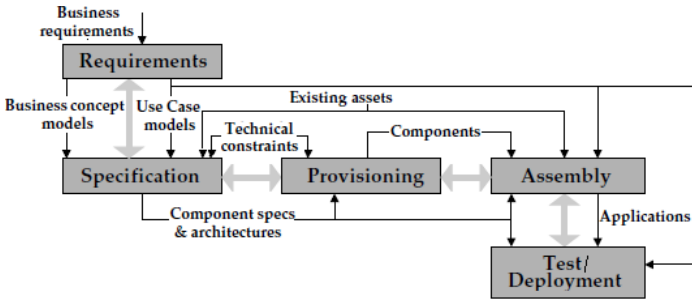 Business
requirements
Requirements
Business concept
models
Use Case
models
Existing assets
Technical
constraints
Components
Specification
Provisioning
Assembly
Component specs
& architectures
Applications
Test/
Deployment